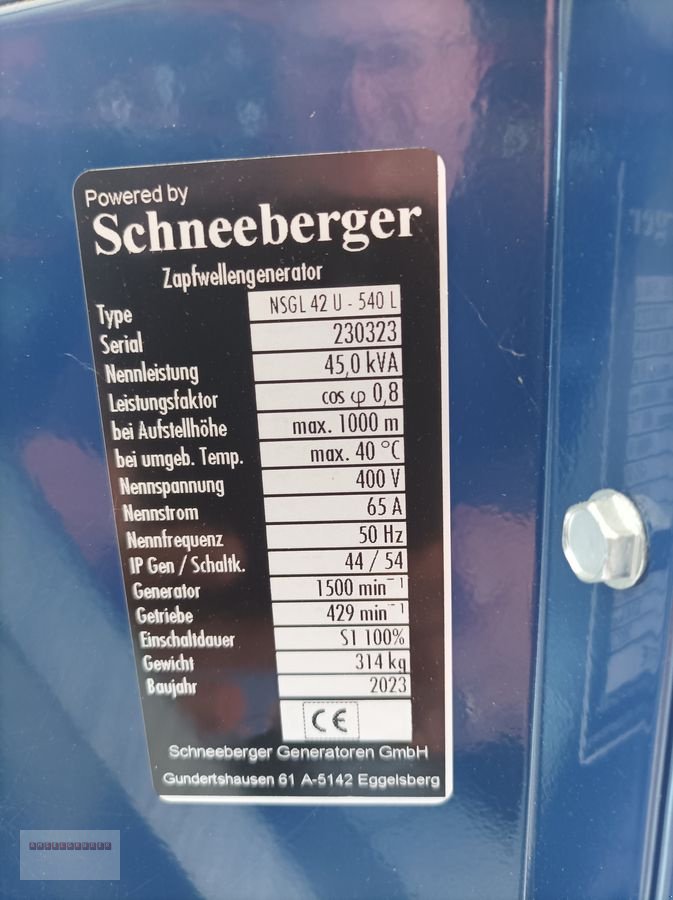 Powered by
Schneeberger
Zapfwellengenerator
Type NSGL 42 U - 540 L
Serial 230323
Nennleistung 45,0 kVA
Leistungsfaktor cos φ 0,8
bei Aufstellhöhe max. 1000 m
bei umgeb. Temp. max. 40 °C
Nennspannung 400 V
Nennstrom 65 A
Nennfrequenz 50 Hz
IP Gen / Schaltk. 44 / 54
Generator 1500 min⁻¹
Getriebe 429 min⁻¹
Einschaltdauer S1 100%
Gewicht 314 kg
Baujahr 2023
CE
Schneeberger Generatoren GmbH
Gundertshausen 61 A-5142 Eggelsberg